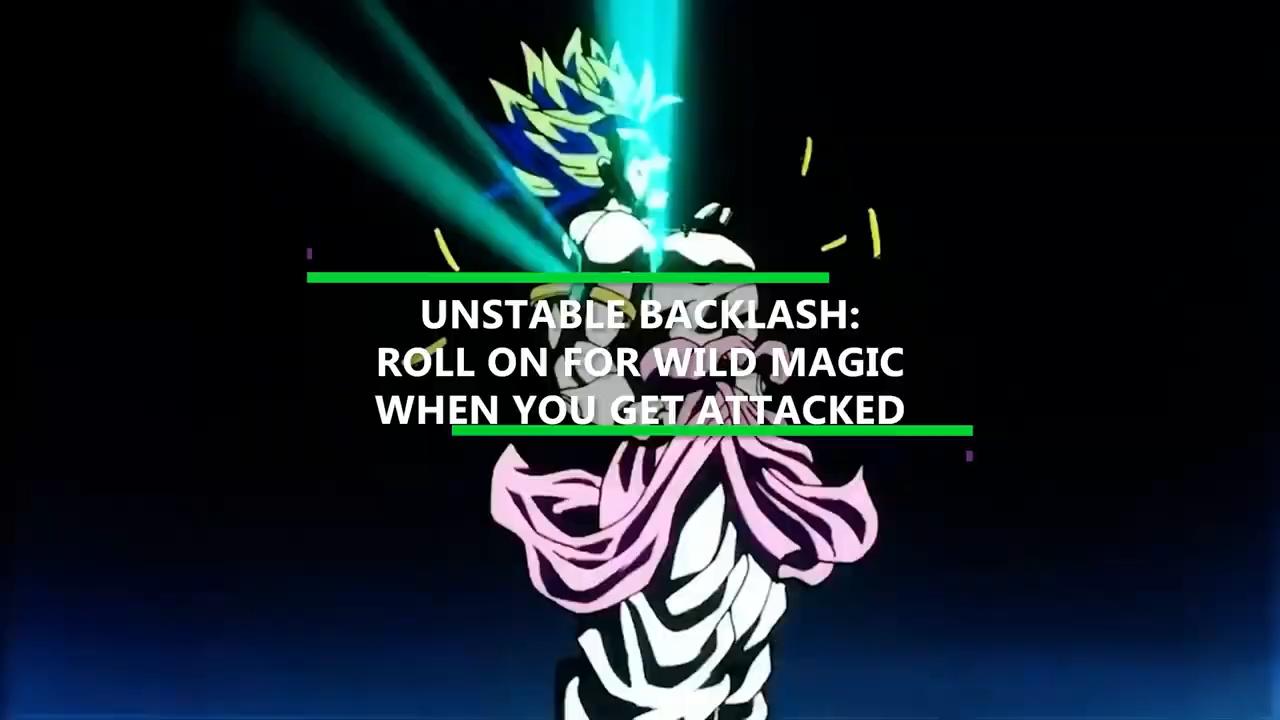 UNSTABLE BACKLASH:
ROLL ON FOR WILD MAGIC
WHEN YOU GET ATTACKED